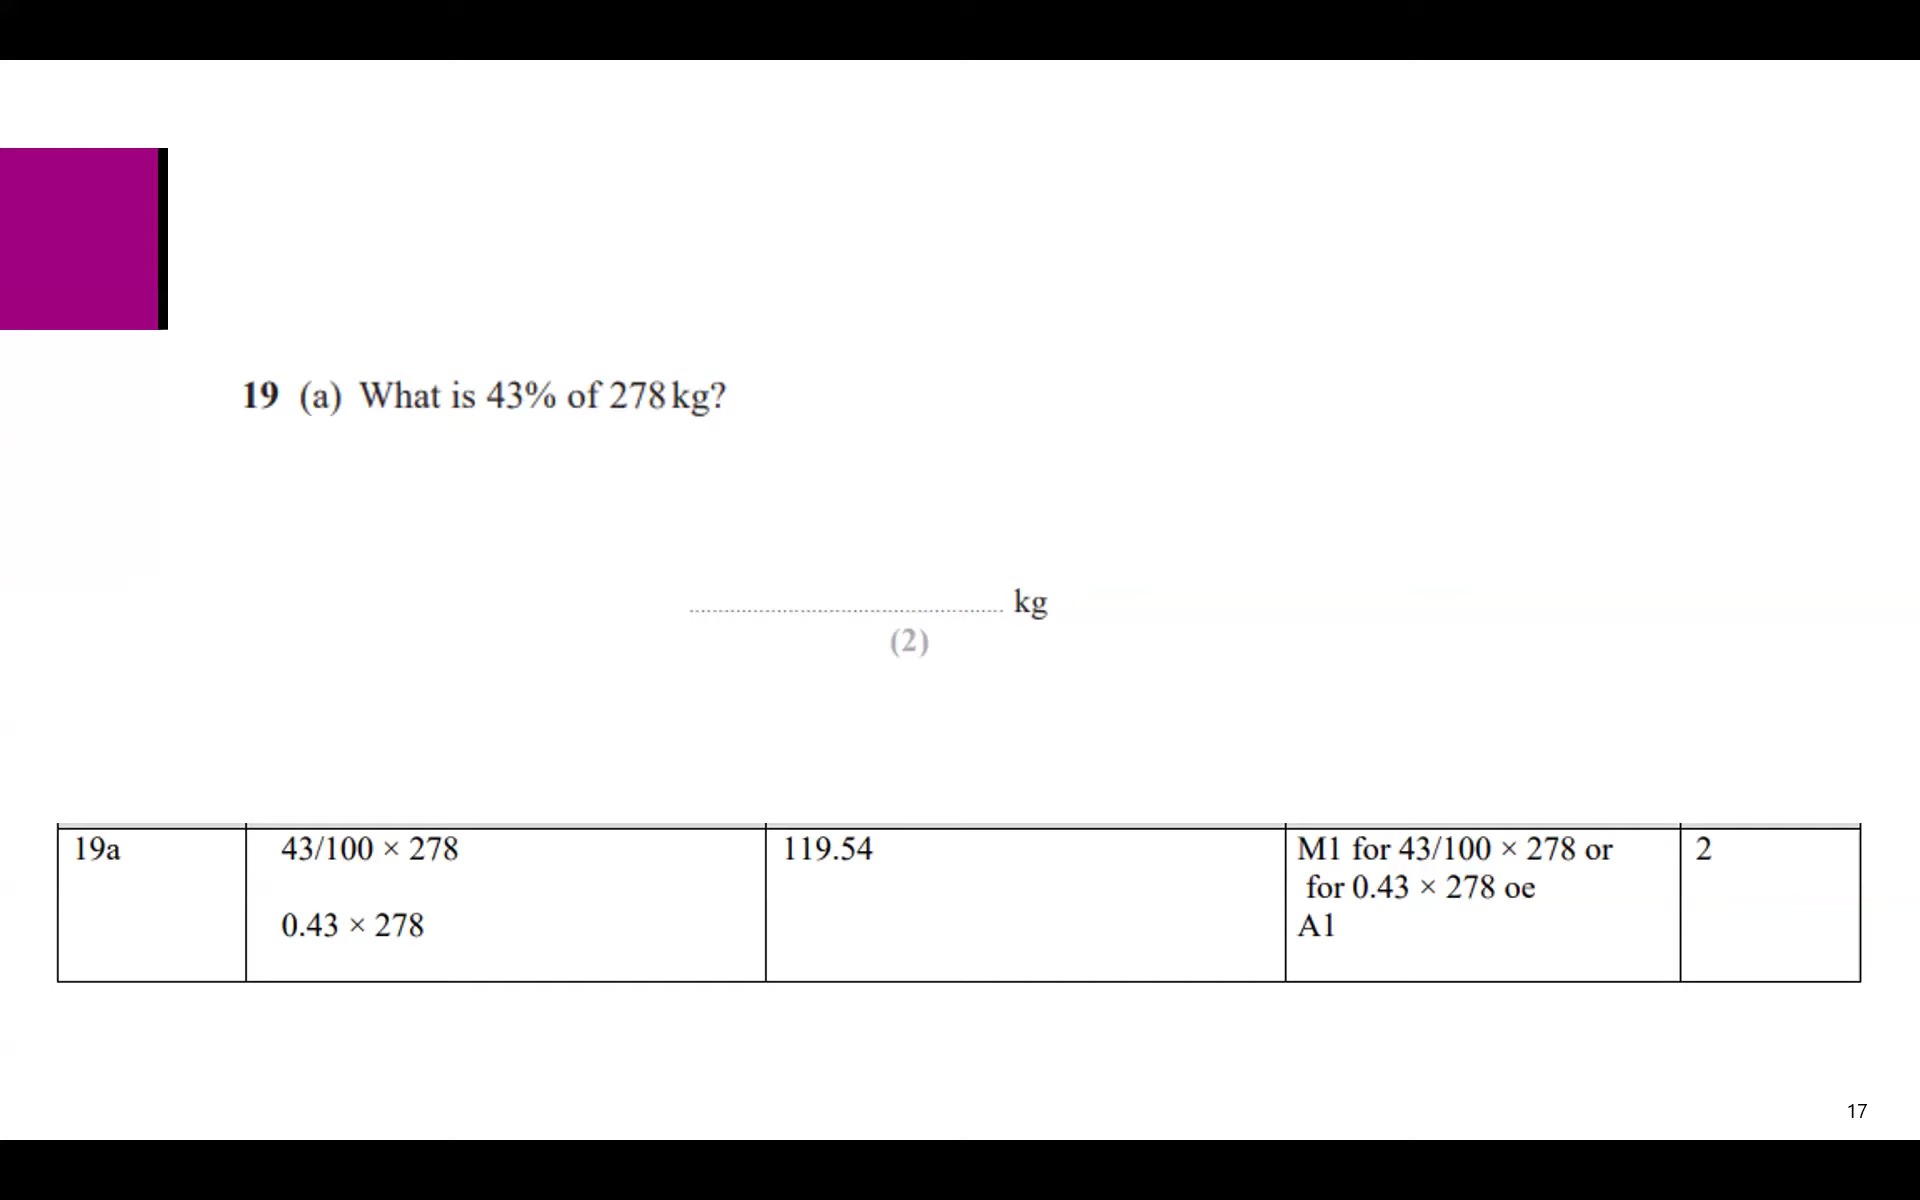 19 (a) What is 43% of 278 kg?
kg
(2)
19a
43/100 × 278
0.43 × 278
119.54
M1 for 43/100 × 278 or
for 0.43 × 278 oe
A1
2
17